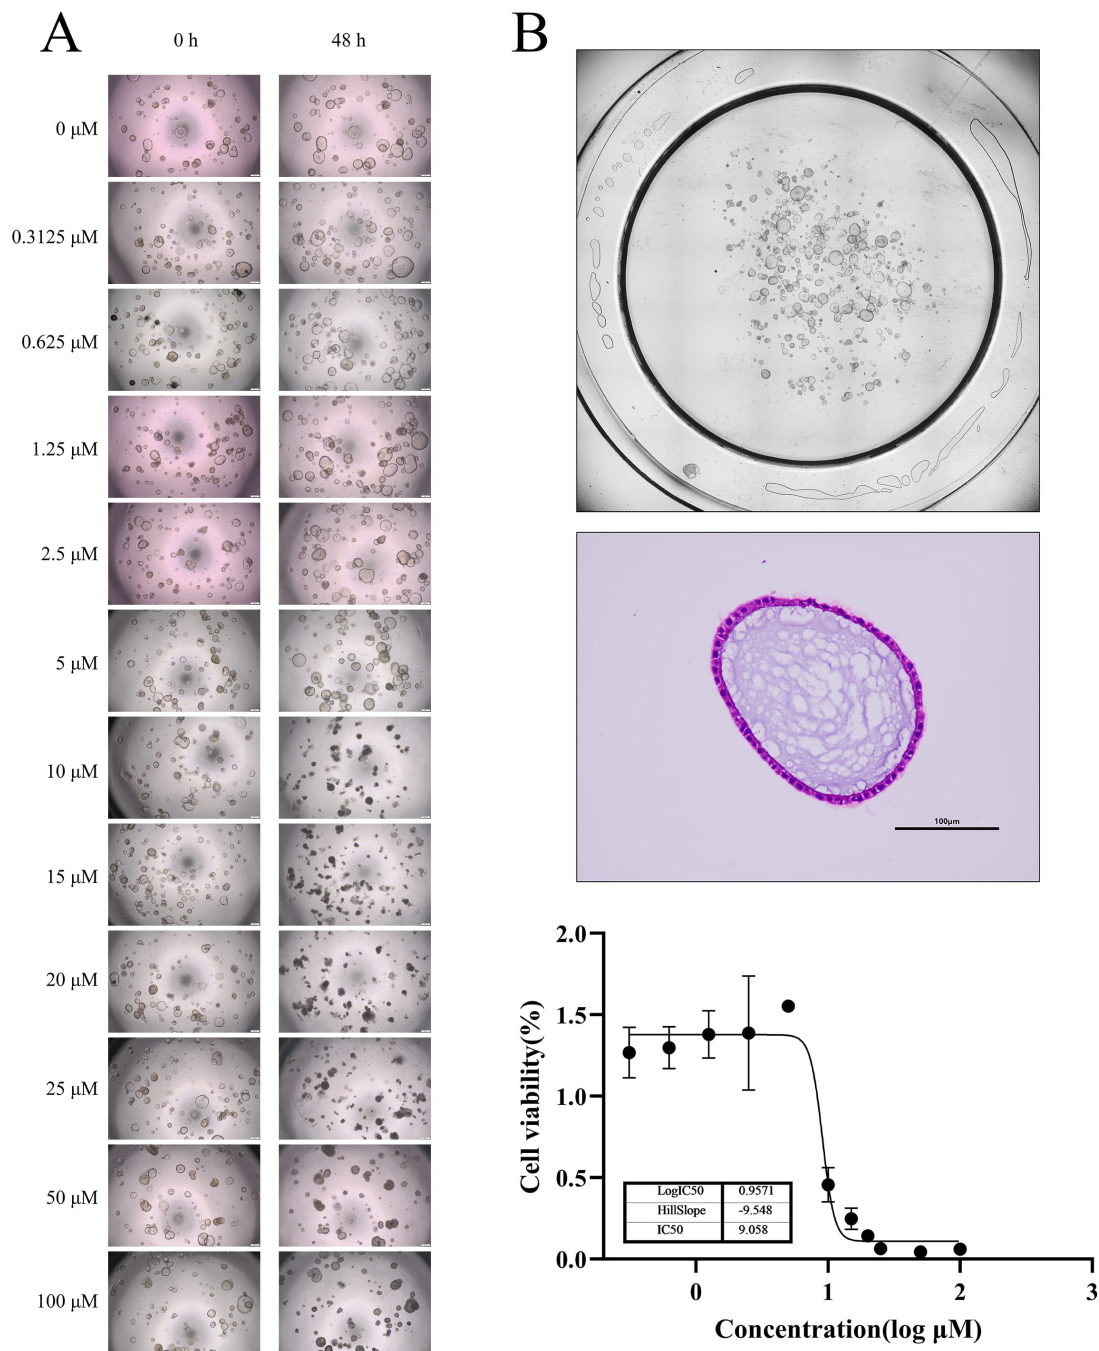 A
0 h
48 h
0 μM
0.3125 μM
0.625 μM
1.25 μM
2.5 μM
5 μM
10 μM
15 μM
20 μM
25 μM
50 μM
100 μM
B
100μm
2.0
1.5
1.0
0.5
0.0
Cell viability(%)
LogIC50 0.9571
HillSlope -9.548
IC50 9.058
0 1 2 3
Concentration(log μM)